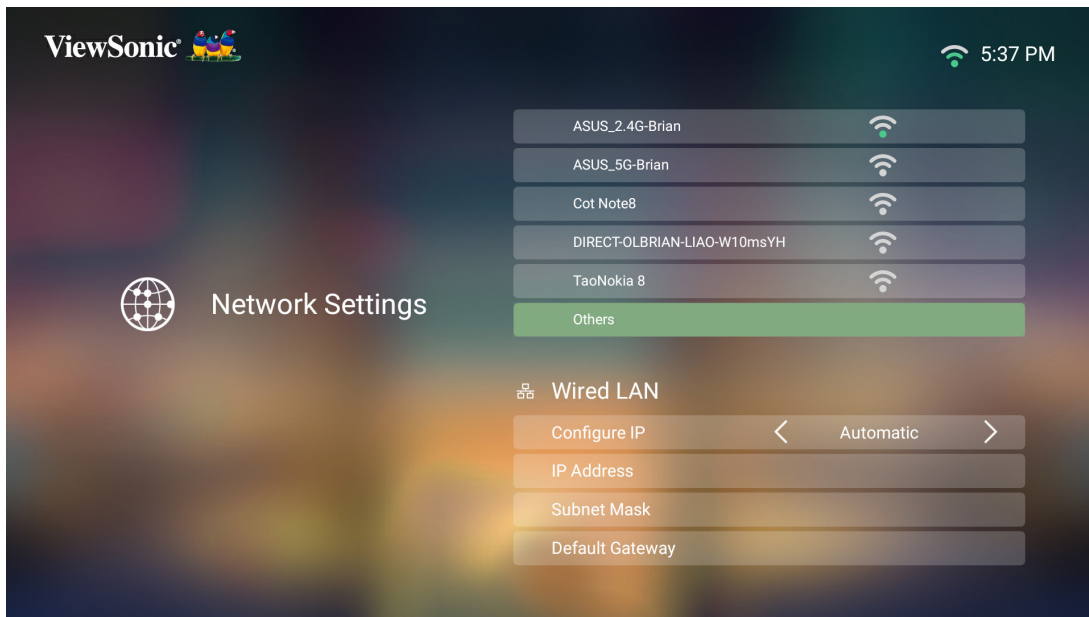 ViewSonic®
5:37 PM
ASUS_2.4G-Brian
ASUS_5G-Brian
Cot Note8
DIRECT-OLBRIAN-LIAO-W10msYH
TaoNokia 8
Network Settings
Others
Wired LAN
Configure IP Automatic
IP Address
Subnet Mask
Default Gateway